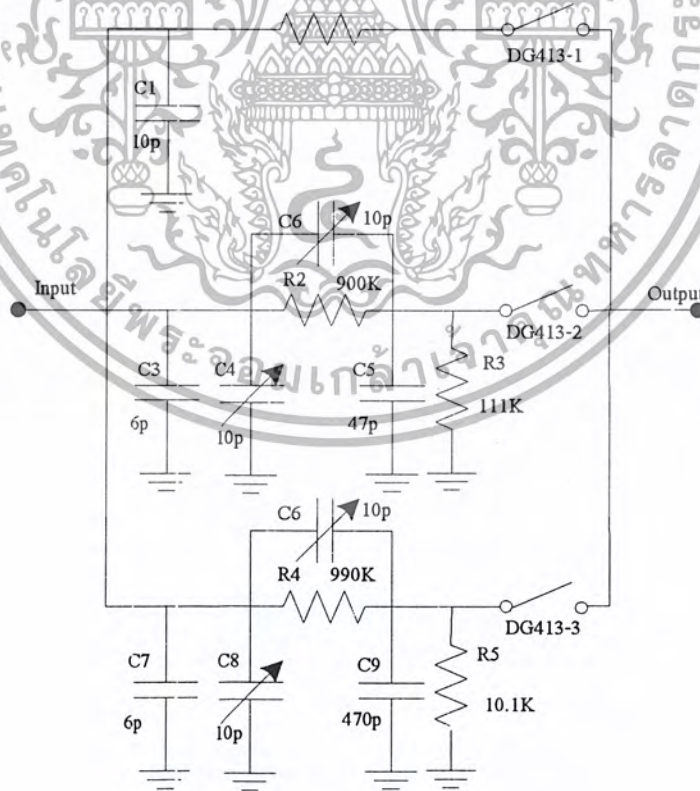 DG413-1
C1
10p
C6
10p
R2
900K
Input
Output
DG413-2
C3
C4
C5
R3
6p
10p
47p
111K
C6
10p
R4
990K
DG413-3
C7
C8
C9
R5
6p
10p
470p
10.1K